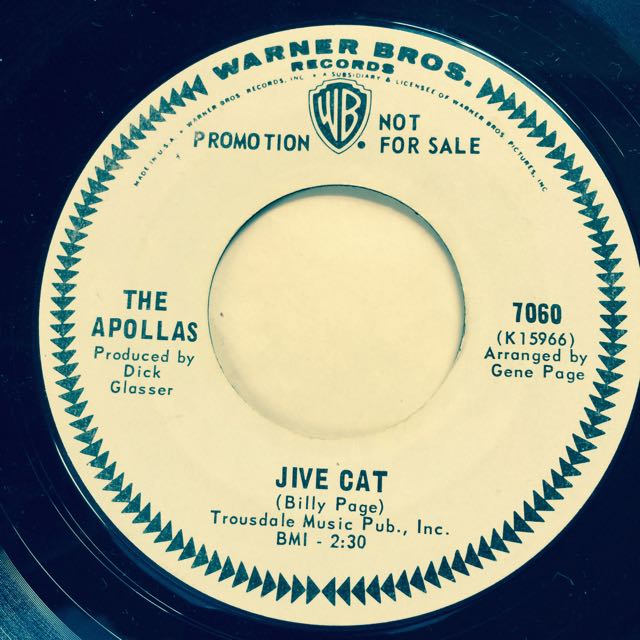 WARNER BROS.
RECORDS
MADE IN U.S.A. • WARNER BROS. RECORDS, INC. • A SUBSIDIARY & LICENSEE OF WARNER BROS. PICTURES, INC.
WB
PROMOTION
NOT
FOR SALE
THE
APOLLAS
Produced by
Dick
Glasser
7060
(K15966)
Arranged by
Gene Page
JIVE CAT
(Billy Page)
Trousdale Music Pub., Inc.
BMI - 2:30